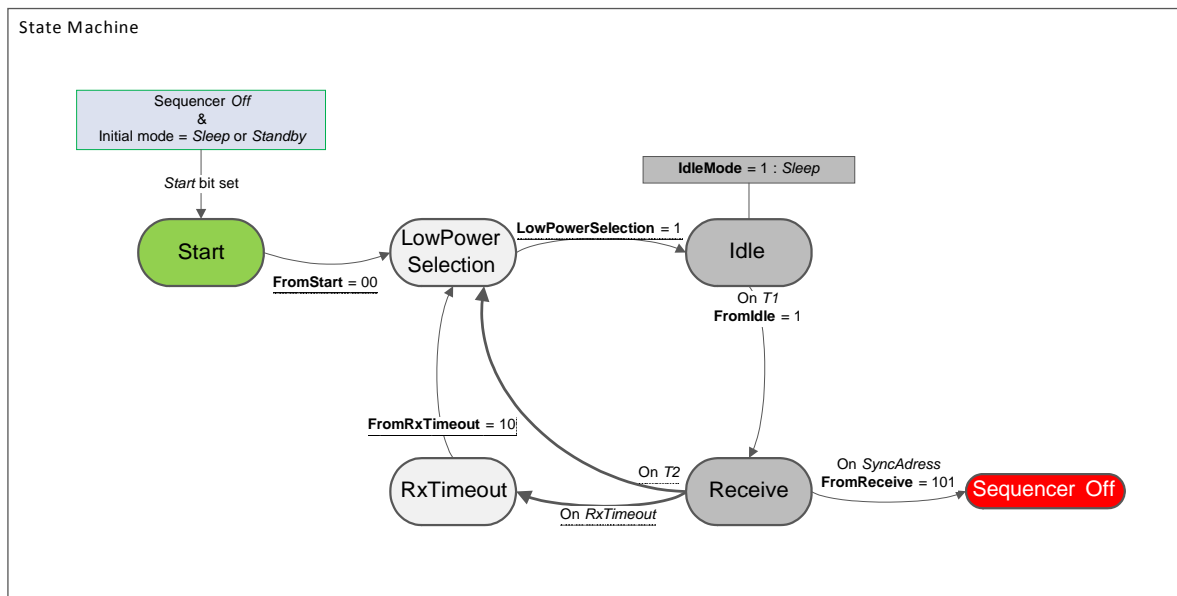 State Machine
Sequencer Off
&
Initial mode = Sleep or Standby
Start bit set
IdleMode = 1 : Sleep
Start
LowPower
Selection
LowPowerSelection = 1
Idle
FromStart = 00
On T1
FromIdle = 1
FromRxTimeout = 10
RxTimeout
On T2
On RxTimeout
Receive
On SyncAdress
FromReceive = 101
Sequencer Off